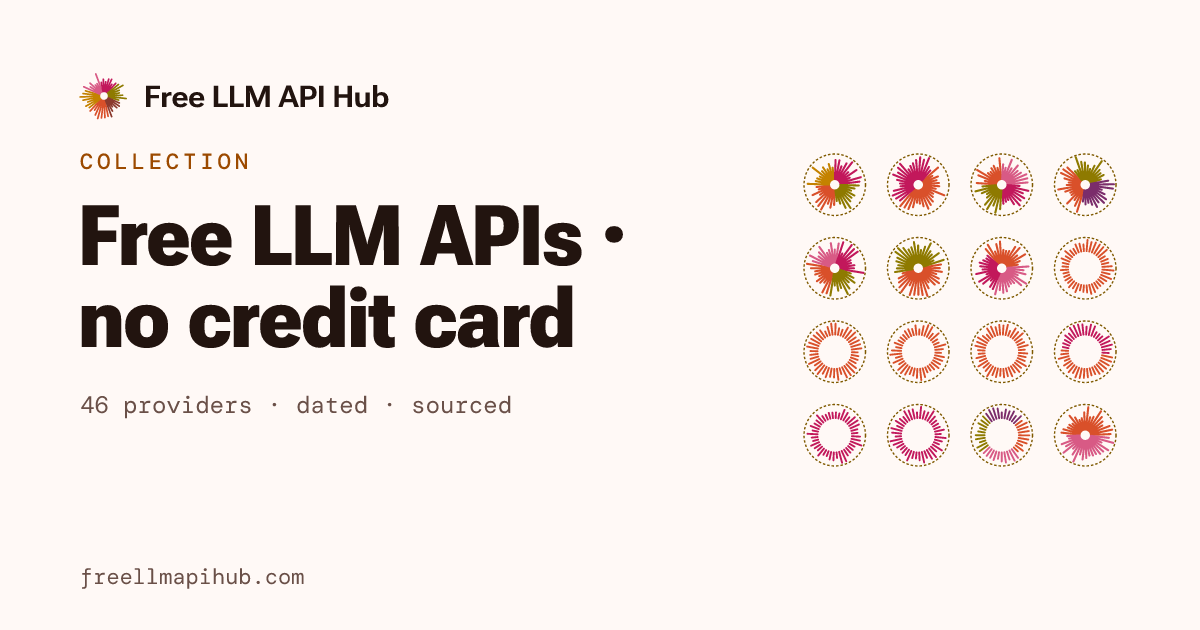 Free LLM API Hub
COLLECTION
Free LLM APIs •
no credit card
46 providers · dated · sourced
freellmapihub.com